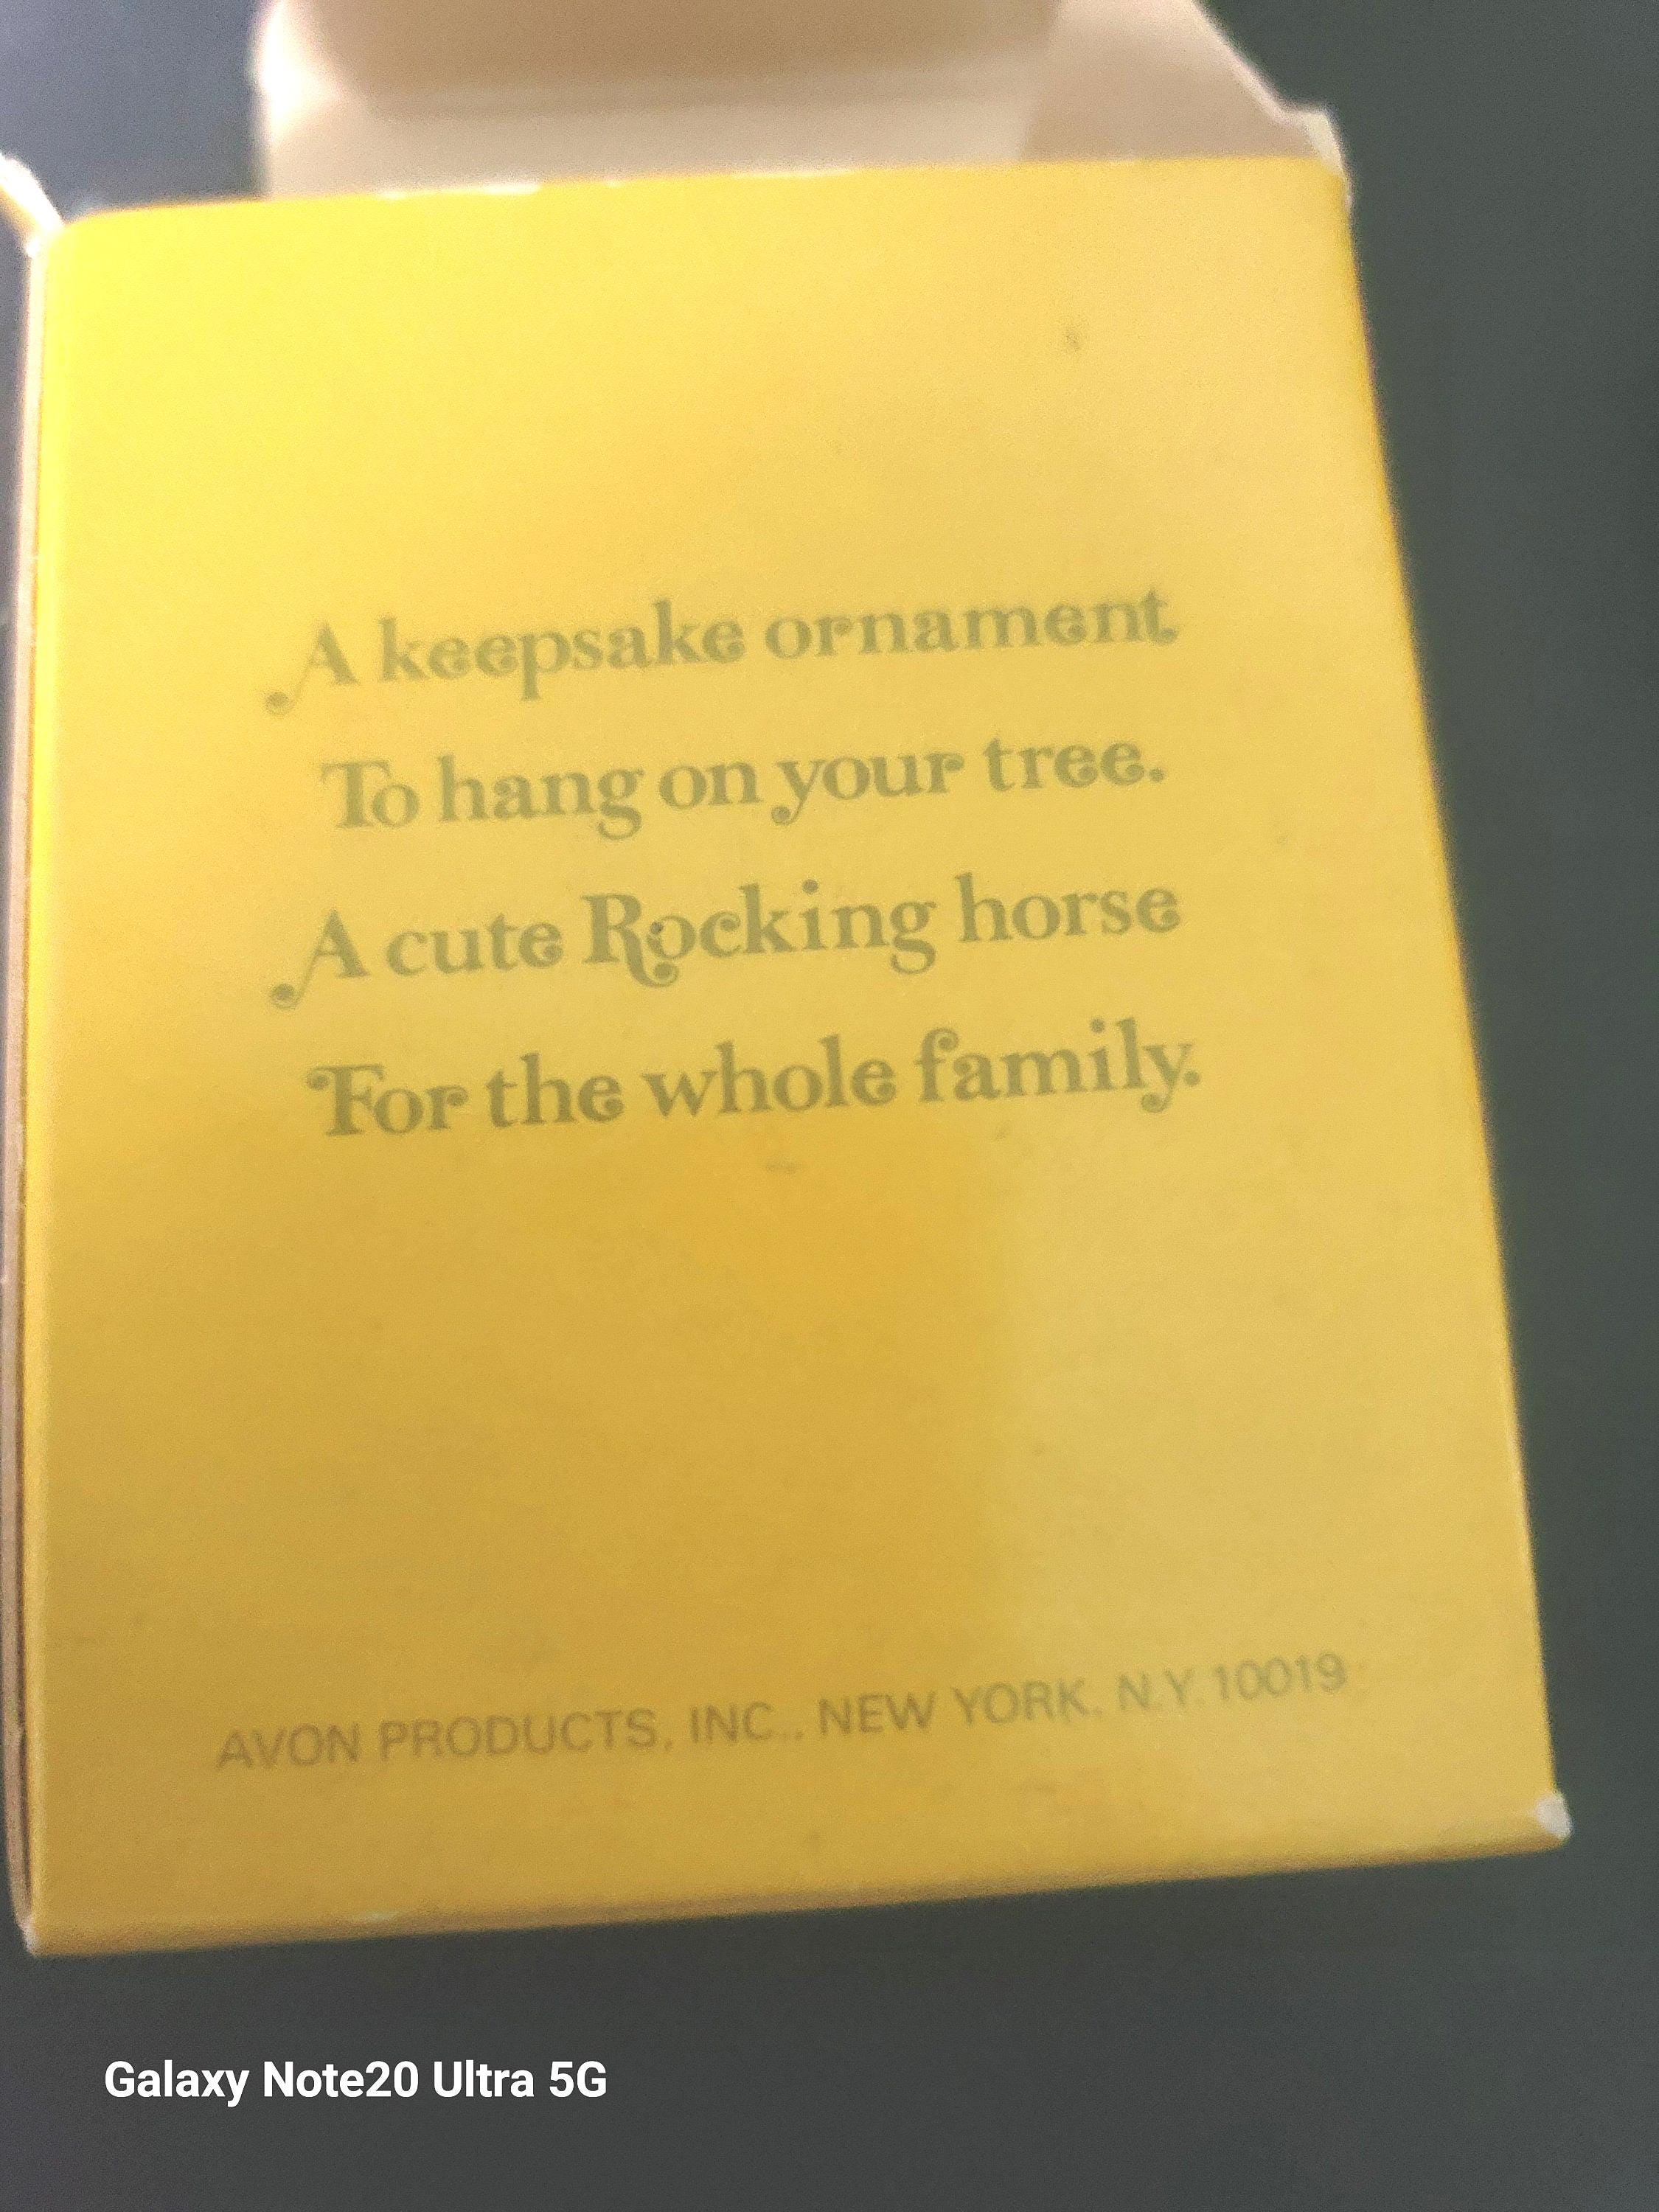 A keepsake ornament
To hang on your tree.
A cute Rocking horse
For the whole family.
AVON PRODUCTS, INC., NEW YORK, N.Y. 10019
Galaxy Note20 Ultra 5G